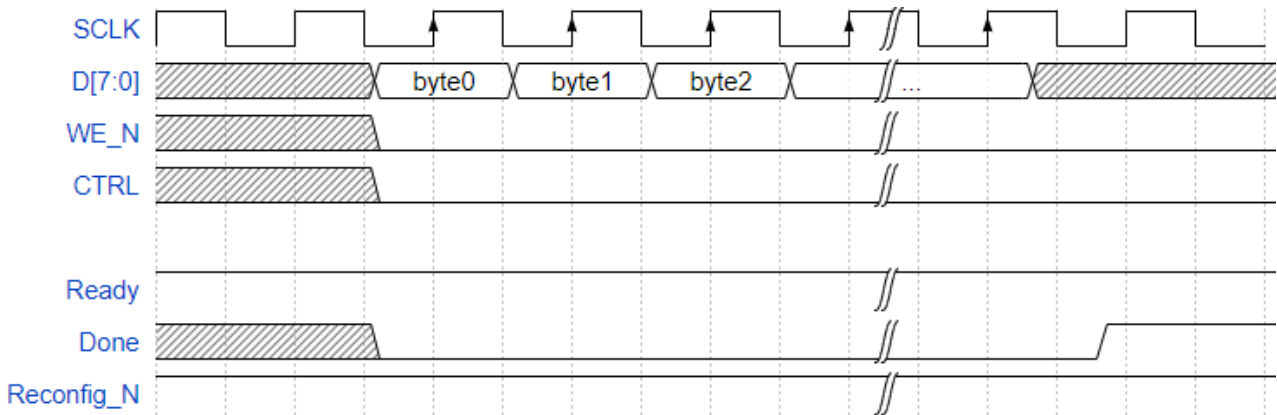 SCLK
D[7:0] byte0 byte1 byte2 ...
WE_N
CTRL
Ready
Done
Reconfig_N